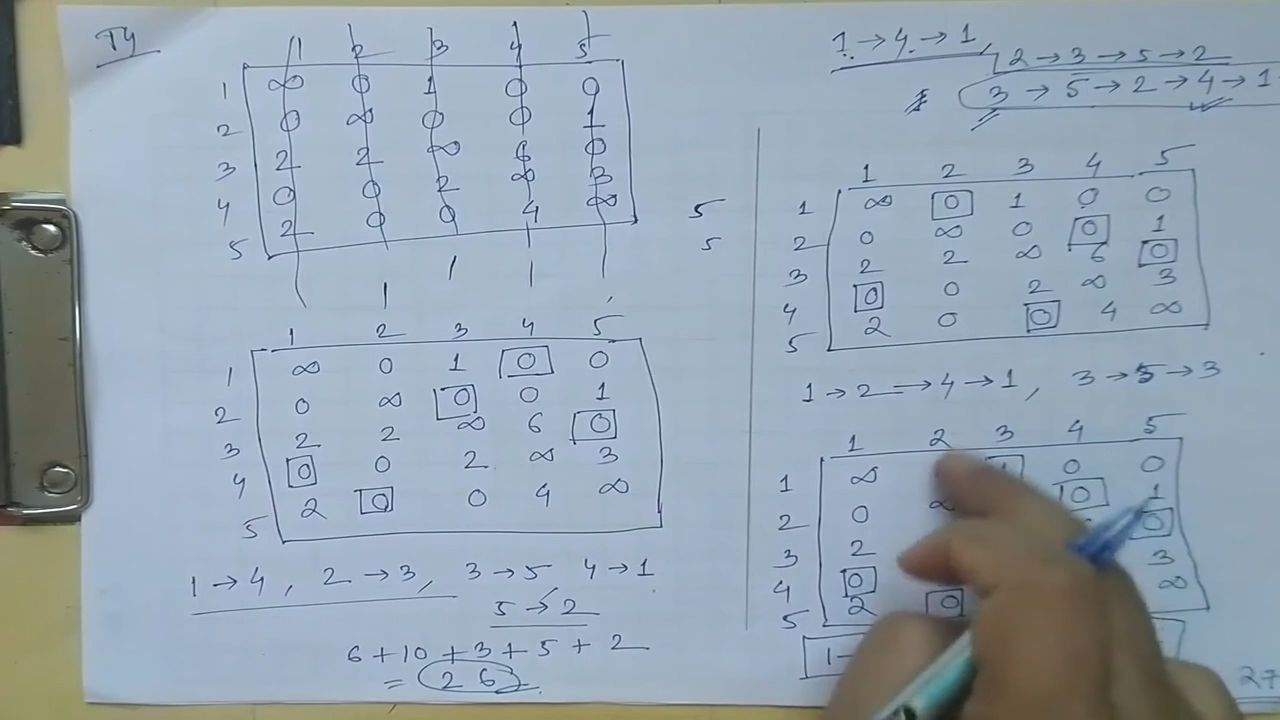 T4
1 2 3 4 5
1 ∞ 0 1 0 0
2 0 ∞ 0 0 1
3 2 2 ∞ 6 0
4 0 0 2 ∞ 3
5 2 0 0 4 ∞
1 2 3 4 5
1 ∞ 0 1 0 0
2 0 ∞ 0 0 1
3 2 2 ∞ 6 0
4 0 0 2 ∞ 3
5 2 0 0 4 ∞
1 → 4 , 2 → 3 , 3 → 5 , 4 → 1
5 → 2
6 + 10 + 3 + 5 + 2
= 26
1 → 4 → 1 ,
2 → 3 → 5 → 2
3 → 5 → 2 → 4 → 1
5
5
1 2 3 4 5
1 ∞ 0 1 0 0
2 0 ∞ 0 0 1
3 2 2 ∞ 6 0
4 0 0 2 ∞ 3
5 2 0 0 4 ∞
1 → 2 → 4 → 1 , 3 → 5 → 3
1 2 3 4 5
1 ∞ 1 0 0
2 0 0 1
3 2 0
4 0 3
5 2 0 ∞
1
27